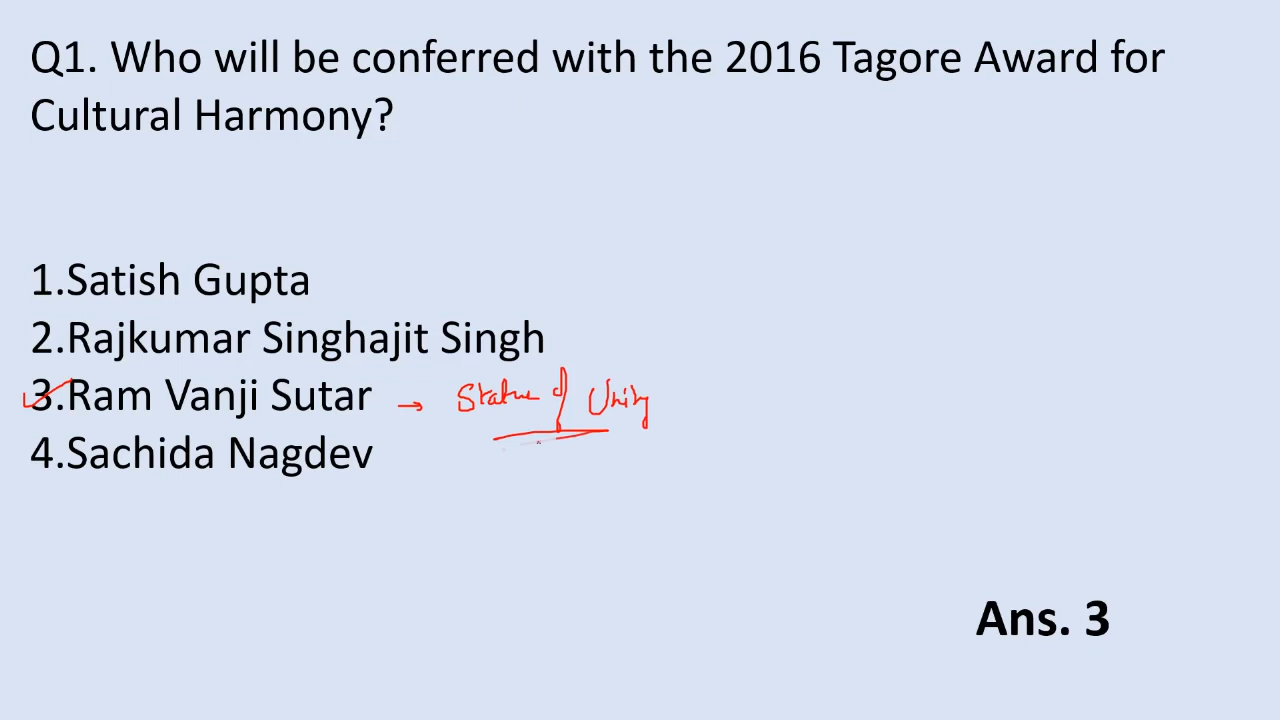 Q1. Who will be conferred with the 2016 Tagore Award for
Cultural Harmony?
1.Satish Gupta
2.Rajkumar Singhajit Singh
3.Ram Vanji Sutar → Statue of Unity
4.Sachida Nagdev
Ans. 3